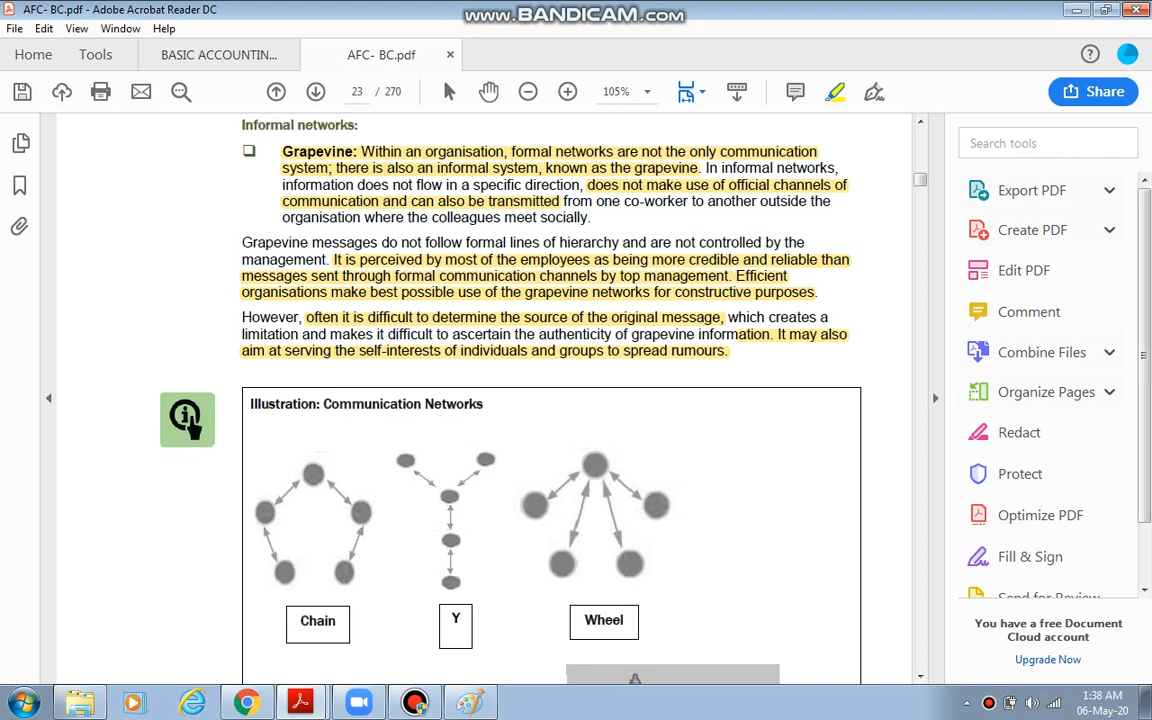 AFC- BC.pdf - Adobe Acrobat Reader DC
www.BANDICAM.com
File Edit View Window Help
Home Tools BASIC ACCOUNTIN... AFC- BC.pdf ×
23 / 270 105% Share
Informal networks:
Grapevine: Within an organisation, formal networks are not the only communication
system; there is also an informal system, known as the grapevine. In informal networks,
information does not flow in a specific direction, does not make use of official channels of
communication and can also be transmitted from one co-worker to another outside the
organisation where the colleagues meet socially.
Grapevine messages do not follow formal lines of hierarchy and are not controlled by the
management. It is perceived by most of the employees as being more credible and reliable than
messages sent through formal communication channels by top management. Efficient
organisations make best possible use of the grapevine networks for constructive purposes.
However, often it is difficult to determine the source of the original message, which creates a
limitation and makes it difficult to ascertain the authenticity of grapevine information. It may also
aim at serving the self-interests of individuals and groups to spread rumours.
Illustration: Communication Networks
Chain Y Wheel
Search tools
Export PDF
Create PDF
Edit PDF
Comment
Combine Files
Organize Pages
Redact
Protect
Optimize PDF
Fill & Sign
Send for Review
You have a free Document
Cloud account
Upgrade Now
1:38 AM
06-May-20